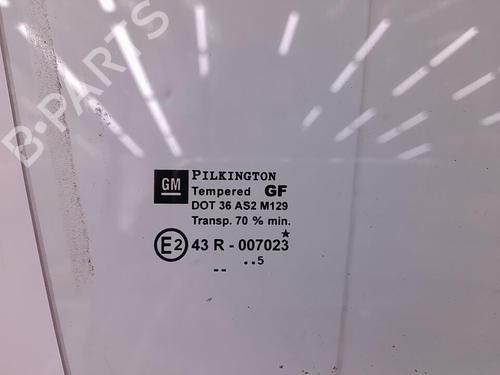 B-PARTS
GM PILKINGTON
Tempered GF
DOT 36 AS2 M129
Transp. 70 % min.
E2 43 R - 007023
.. 5